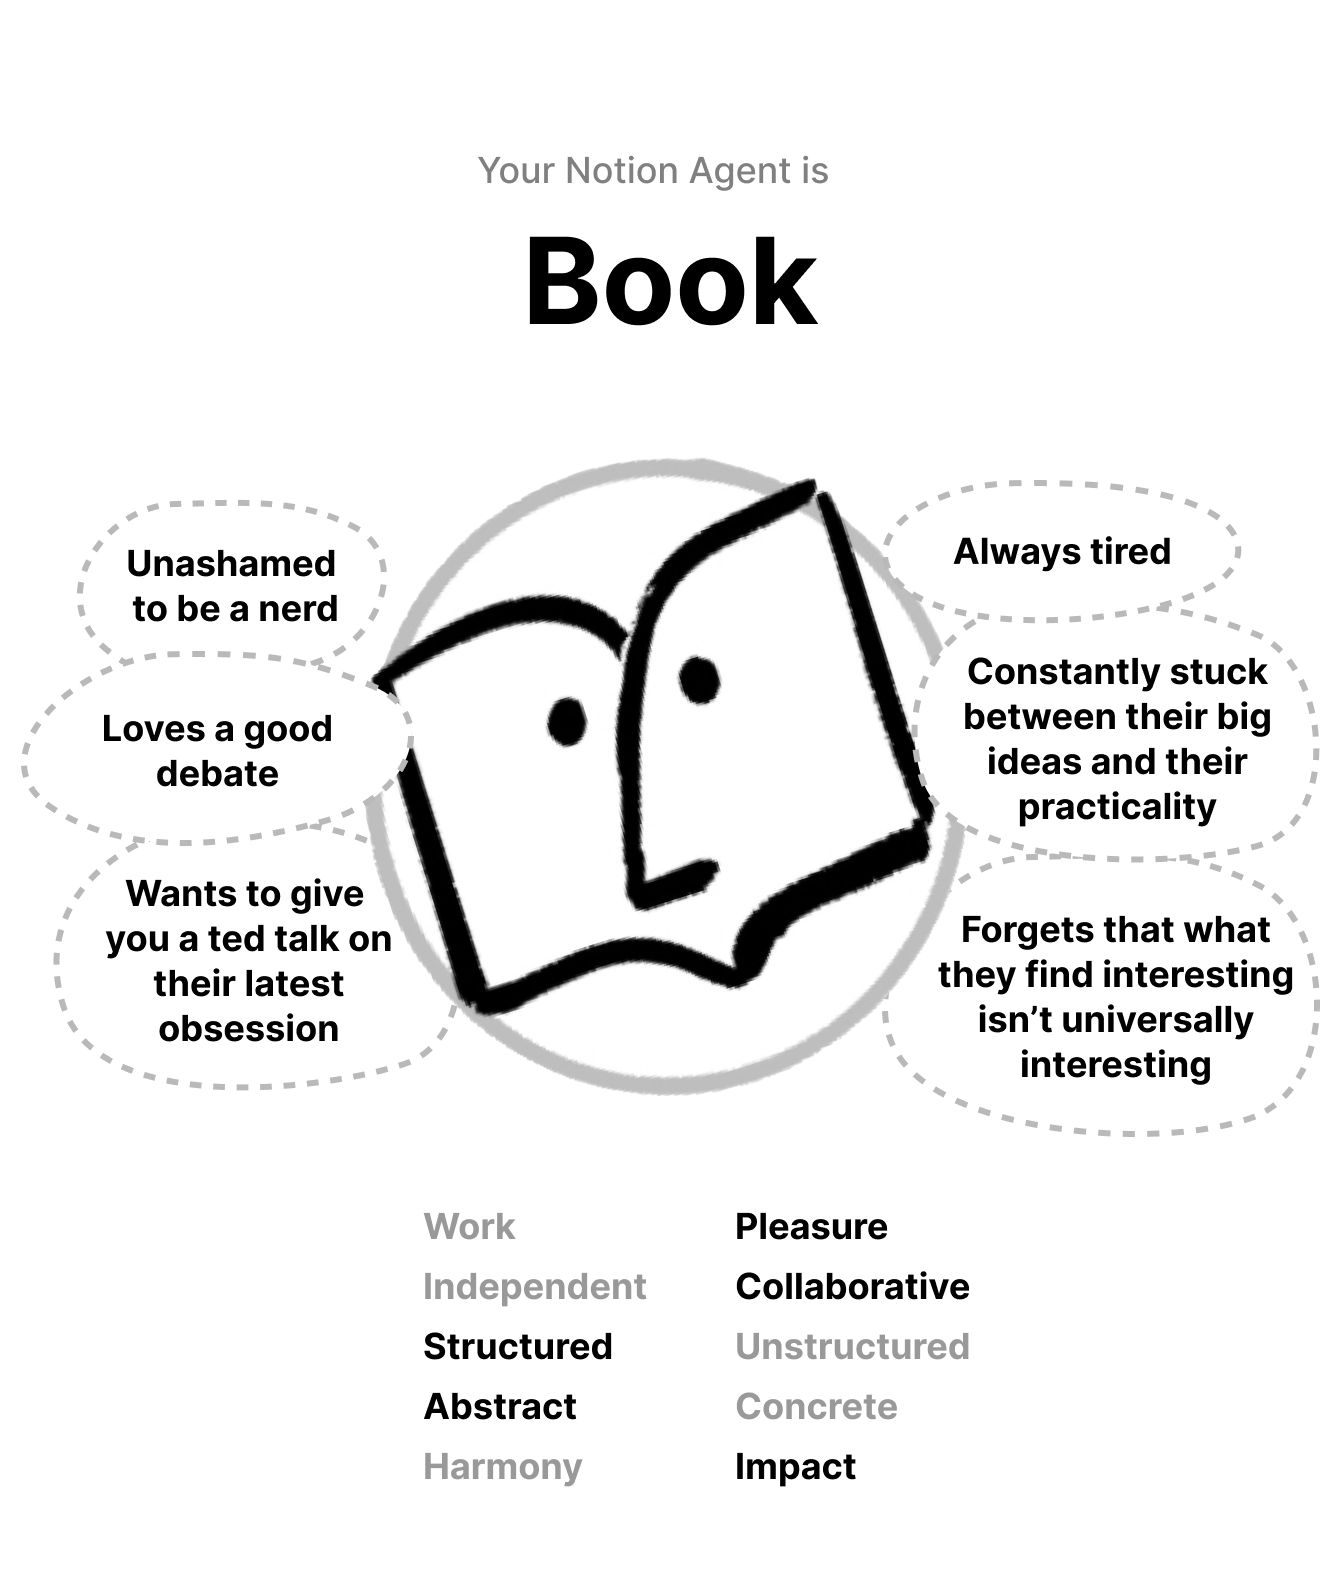 Your Notion Agent is
Book
Unashamed
to be a nerd
Loves a good
debate
Wants to give
you a ted talk on
their latest
obsession
Always tired
Constantly stuck
between their big
ideas and their
practicality
Forgets that what
they find interesting
isn’t universally
interesting
Work Pleasure
Independent Collaborative
Structured Unstructured
Abstract Concrete
Harmony Impact